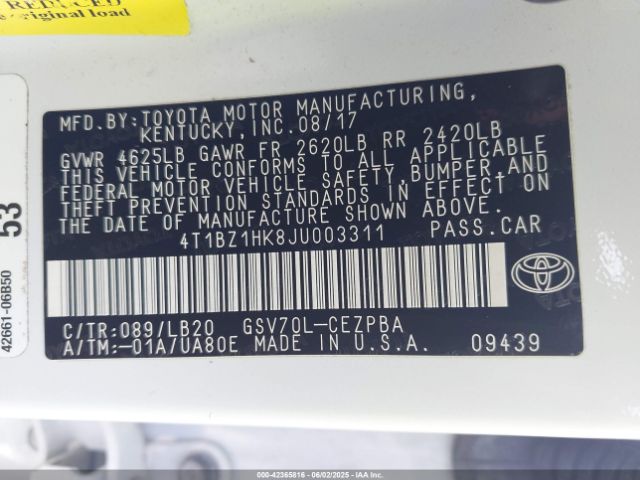 REDUCED
original load
53
42661-06B50
MFD.BY:TOYOTA MOTOR MANUFACTURING,
KENTUCKY,INC.08/17
GVWR 4625LB GAWR FR 2620LB RR 2420LB
THIS VEHICLE CONFORMS TO ALL APPLICABLE
FEDERAL MOTOR VEHICLE SAFETY,BUMPER,AND
THEFT PREVENTION STANDARDS IN EFFECT ON
THE DATE OF MANUFACTURE SHOWN ABOVE.
4T1BZ1HK8JU003311 PASS.CAR
C/TR:089/LB20 GSV70L-CEZPBA
A/TM:-01A/UA80E MADE IN U.S.A. 09439
000-42365816 | 06/02/2025 | IAAI.CA